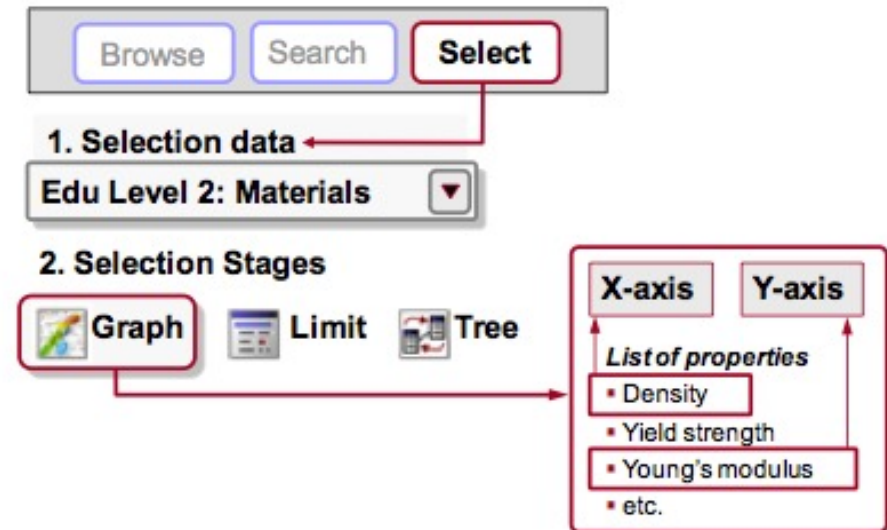 Browse Search Select
1. Selection data
Edu Level 2: Materials
2. Selection Stages
Graph Limit Tree
X-axis Y-axis
List of properties
▪ Density
▪ Yield strength
▪ Young's modulus
▪ etc.